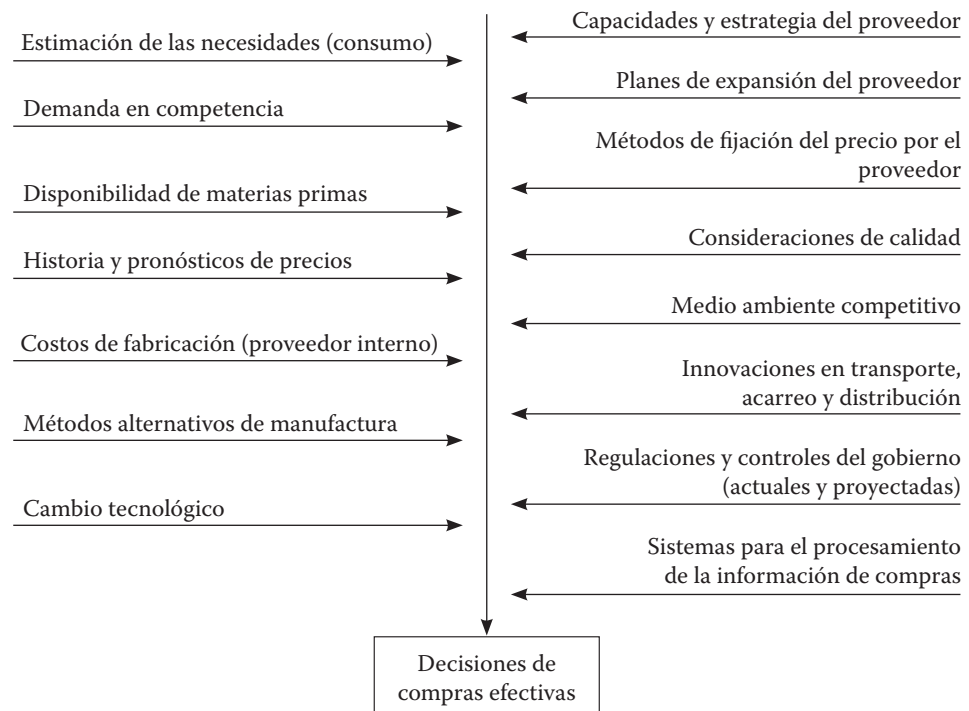 Estimación de las necesidades (consumo)
Demanda en competencia
Disponibilidad de materias primas
Historia y pronósticos de precios
Costos de fabricación (proveedor interno)
Métodos alternativos de manufactura
Cambio tecnológico
Capacidades y estrategia del proveedor
Planes de expansión del proveedor
Métodos de fijación del precio por el
proveedor
Consideraciones de calidad
Medio ambiente competitivo
Innovaciones en transporte,
acarreo y distribución
Regulaciones y controles del gobierno
(actuales y proyectadas)
Sistemas para el procesamiento
de la información de compras
Decisiones de
compras efectivas